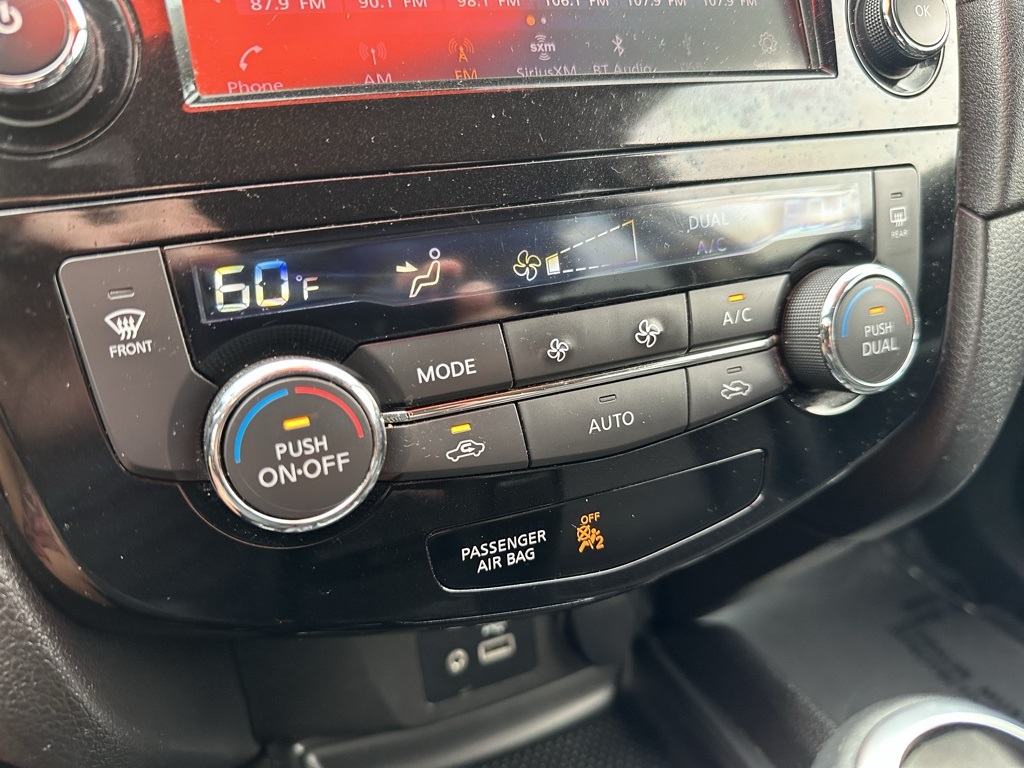 87.9 FM 90.1 FM 98.1 FM 106.1 FM 107.9 FM 107.9 FM
Phone AM A FM sxm SiriusXM BT Audio
OK
60°F DUAL
A/C
REAR
FRONT
MODE
A/C
PUSH
DUAL
PUSH
ON·OFF
AUTO
PASSENGER
AIR BAG
OFF
2